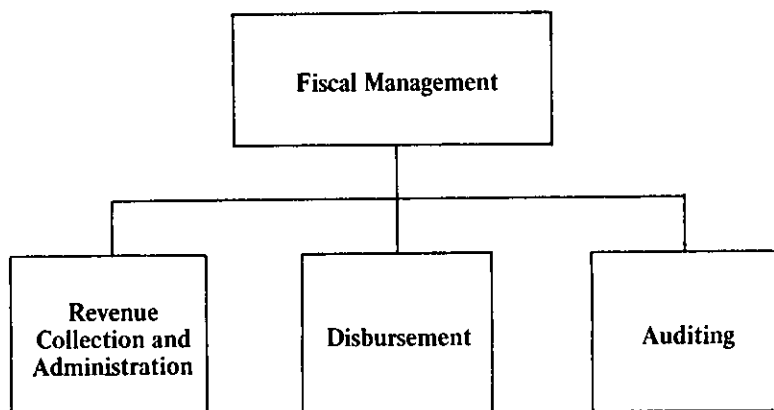 Fiscal Management
Revenue
Collection and
Administration
Disbursement
Auditing